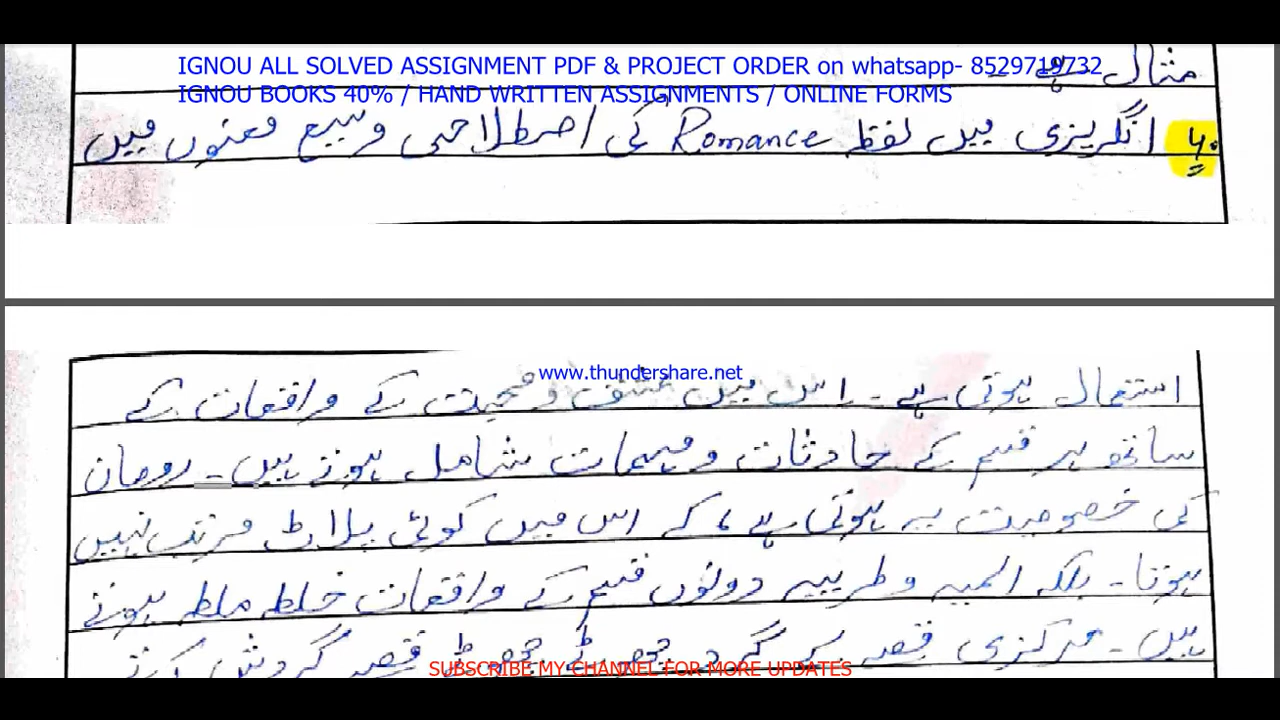 IGNOU ALL SOLVED ASSIGNMENT PDF & PROJECT ORDER on whatsapp- 8529719732
مثال ہے
IGNOU BOOKS 40% / HAND WRITTEN ASSIGNMENTS / ONLINE FORMS
انگریزی میں لفظ Romance کی اصطلاحی وسیع معنوں میں
www.thundershare.net
استعمال ہوتی ہے۔ اس میں عشق و محبت کے واقعات کے
ساتھ ہر قسم کے حادثات و مہمات شامل ہوتے ہیں۔ رومان
کی خصوصیت یہ ہوتی ہے، کے اس میں کوئی پلاٹ مرتب نہیں
ہوتا۔ بلکہ المیہ و طربیہ دونوں قسم کے واقعات خلط ملط ہوتے
ہیں۔ مرکزی قصہ کے گرد چھوٹے چھوٹے قصہ گردش کرتے
SUBSCRIBE MY CHANNEL FOR MORE UPDATES